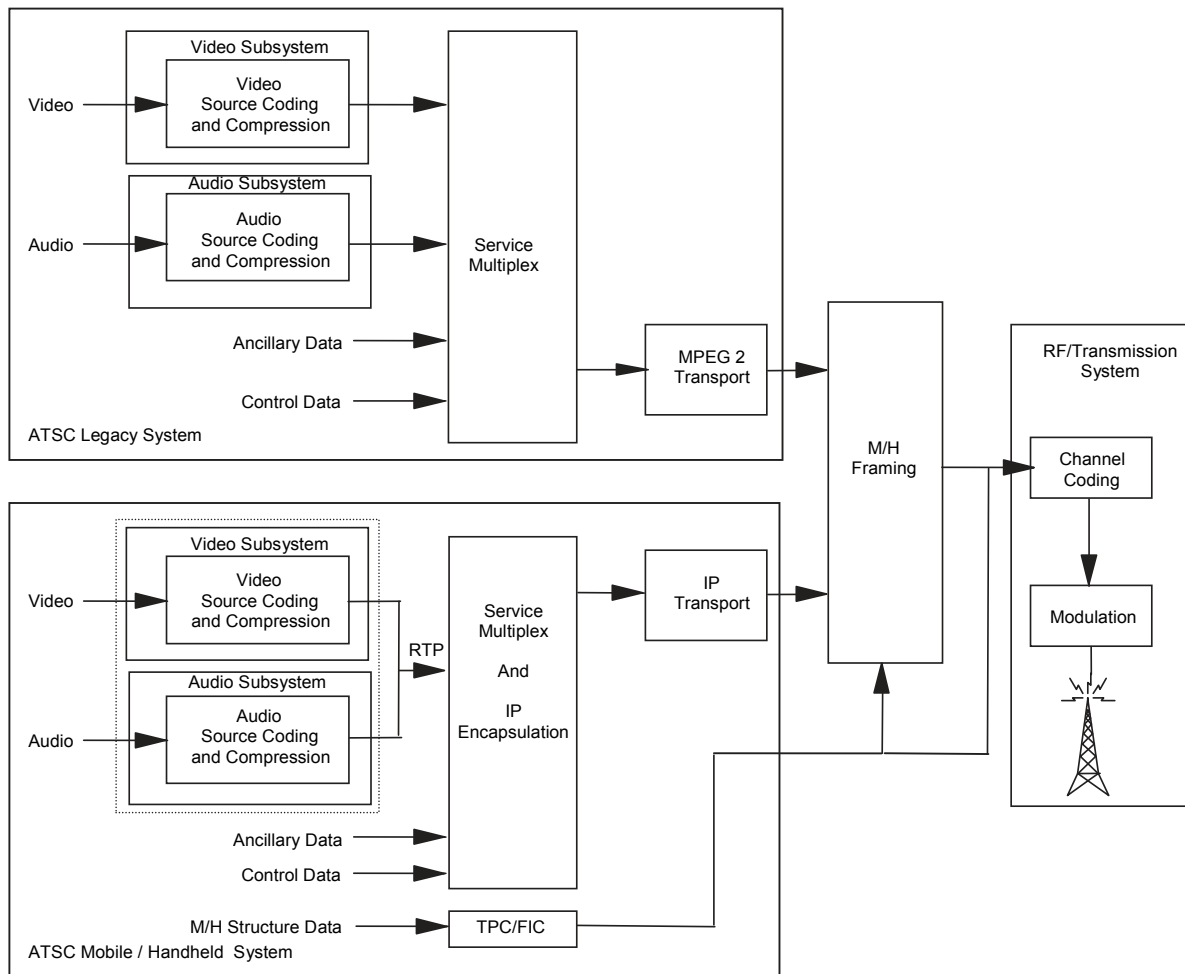 Video Subsystem
Video
Video
Source Coding
and Compression
Audio Subsystem
Audio
Audio
Source Coding
and Compression
Service
Multiplex
Ancillary Data
Control Data
MPEG 2
Transport
ATSC Legacy System
M/H
Framing
RF/Transmission
System
Channel
Coding
Modulation
Video Subsystem
Video
Video
Source Coding
and Compression
RTP
Audio Subsystem
Audio
Audio
Source Coding
and Compression
Service
Multiplex
And
IP
Encapsulation
IP
Transport
Ancillary Data
Control Data
M/H Structure Data
TPC/FIC
ATSC Mobile / Handheld System